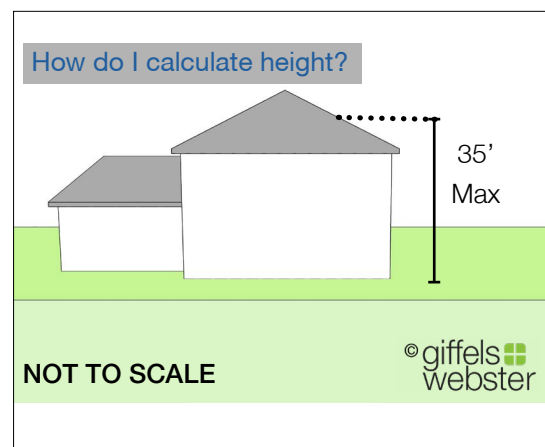 How do I calculate height?
35’
Max
NOT TO SCALE
© giffels
webster